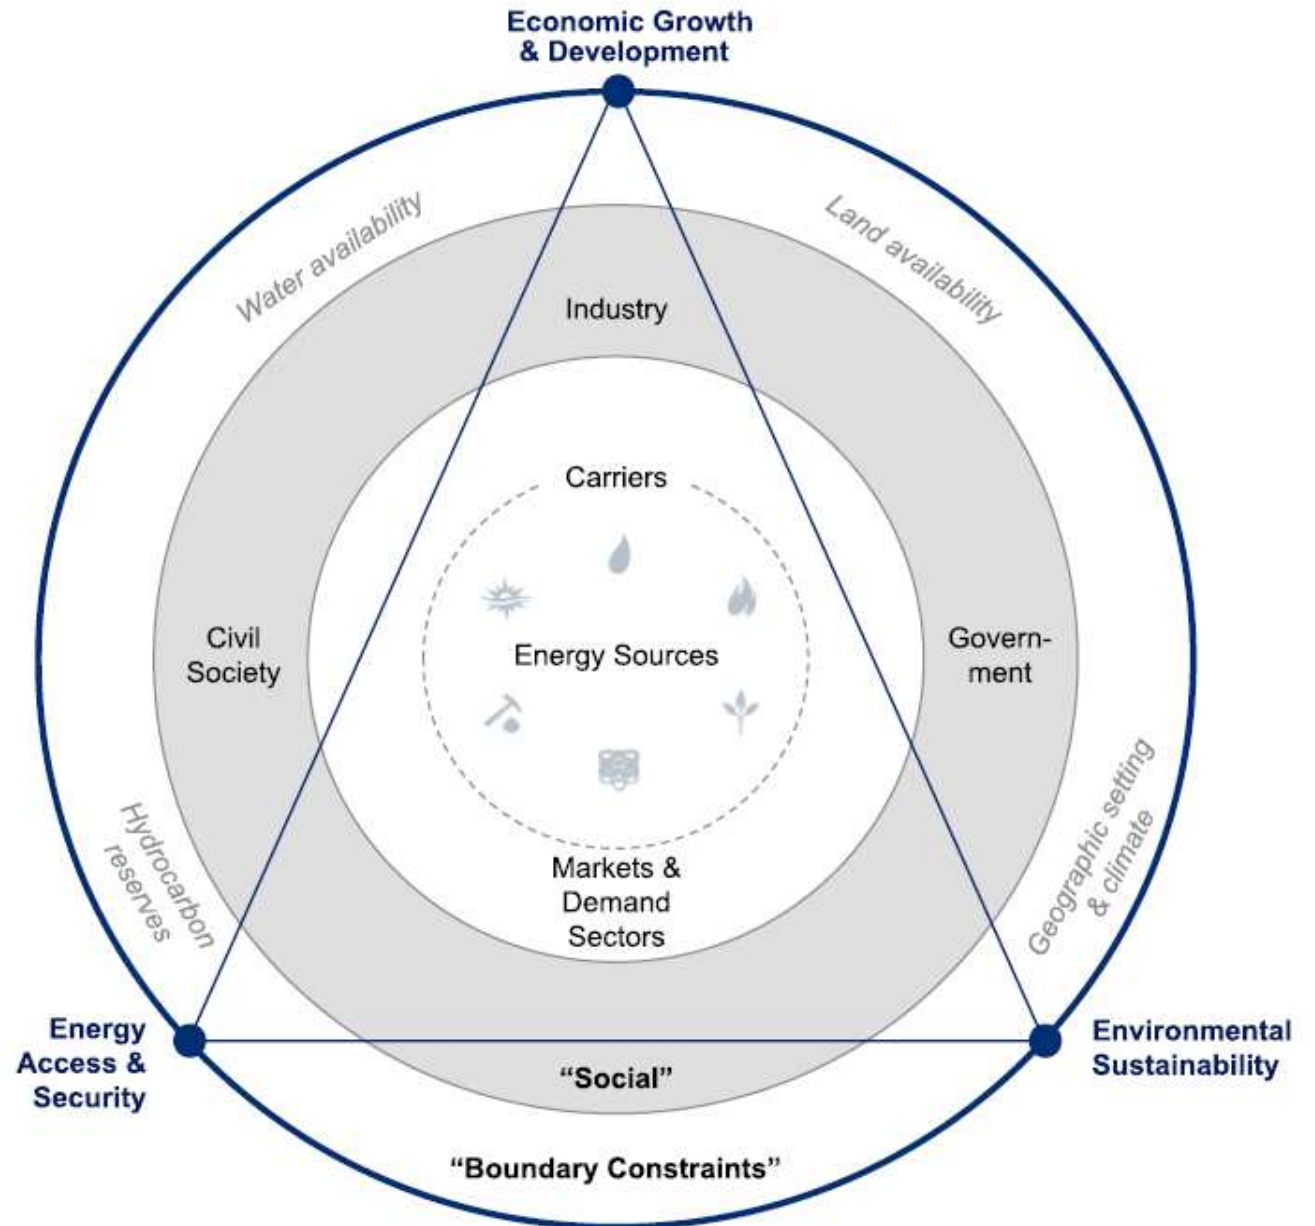 Economic Growth
& Development
Water availability
Land availability
Industry
Carriers
Civil
Society
Energy Sources
Govern-
ment
Hydrocarbon
reserves
Geographic setting
& climate
Markets &
Demand
Sectors
Energy
Access &
Security
Environmental
Sustainability
“Social”
“Boundary Constraints”